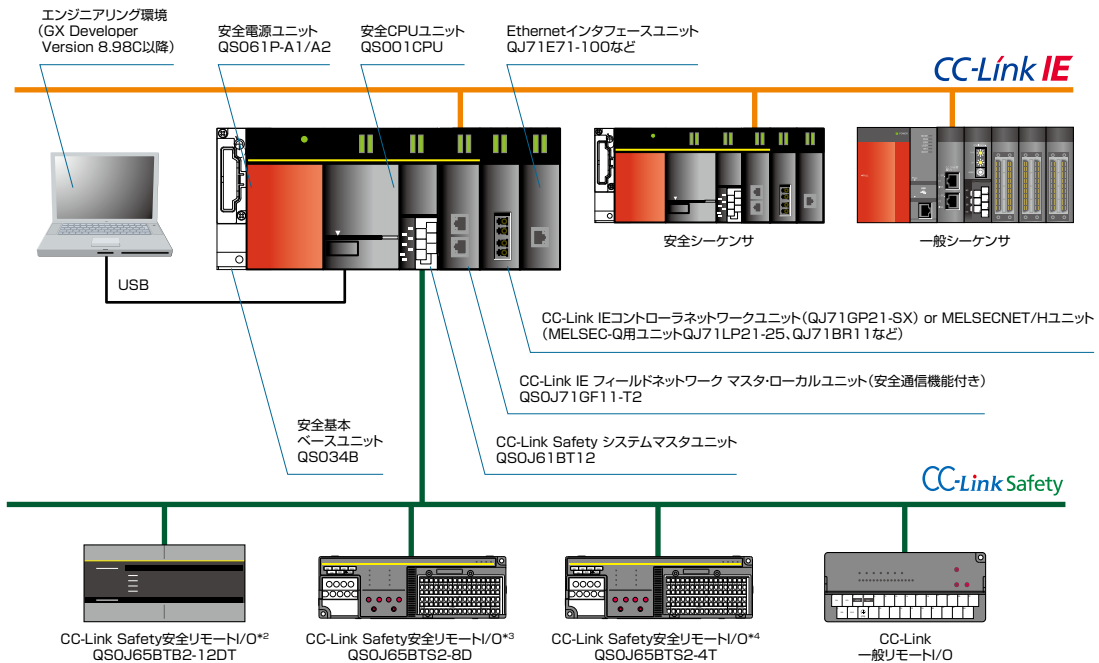 エンジニアリング環境
（GX Developer
Version 8.98C以降）
安全電源ユニット
QS061P-A1/A2
安全CPUユニット
QS001CPU
Ethernetインタフェースユニット
QJ71E71-100など
CC-Link IE
安全シーケンサ
一般シーケンサ
USB
CC-Link IEコントローラネットワークユニット（QJ71GP21-SX） or MELSECNET/Hユニット
（MELSEC-Q用ユニットQJ71LP21-25、QJ71BR11など）
CC-Link IE フィールドネットワーク マスタ・ローカルユニット（安全通信機能付き）
QS0J71GF11-T2
安全基本
ベースユニット
QS034B
CC-Link Safety システムマスタユニット
QS0J61BT12
CC-Link Safety
CC-Link Safety安全リモートI/O*2
QS0J65BTB2-12DT
CC-Link Safety安全リモートI/O*3
QS0J65BTS2-8D
CC-Link Safety安全リモートI/O*4
QS0J65BTS2-4T
CC-Link
一般リモートI/O